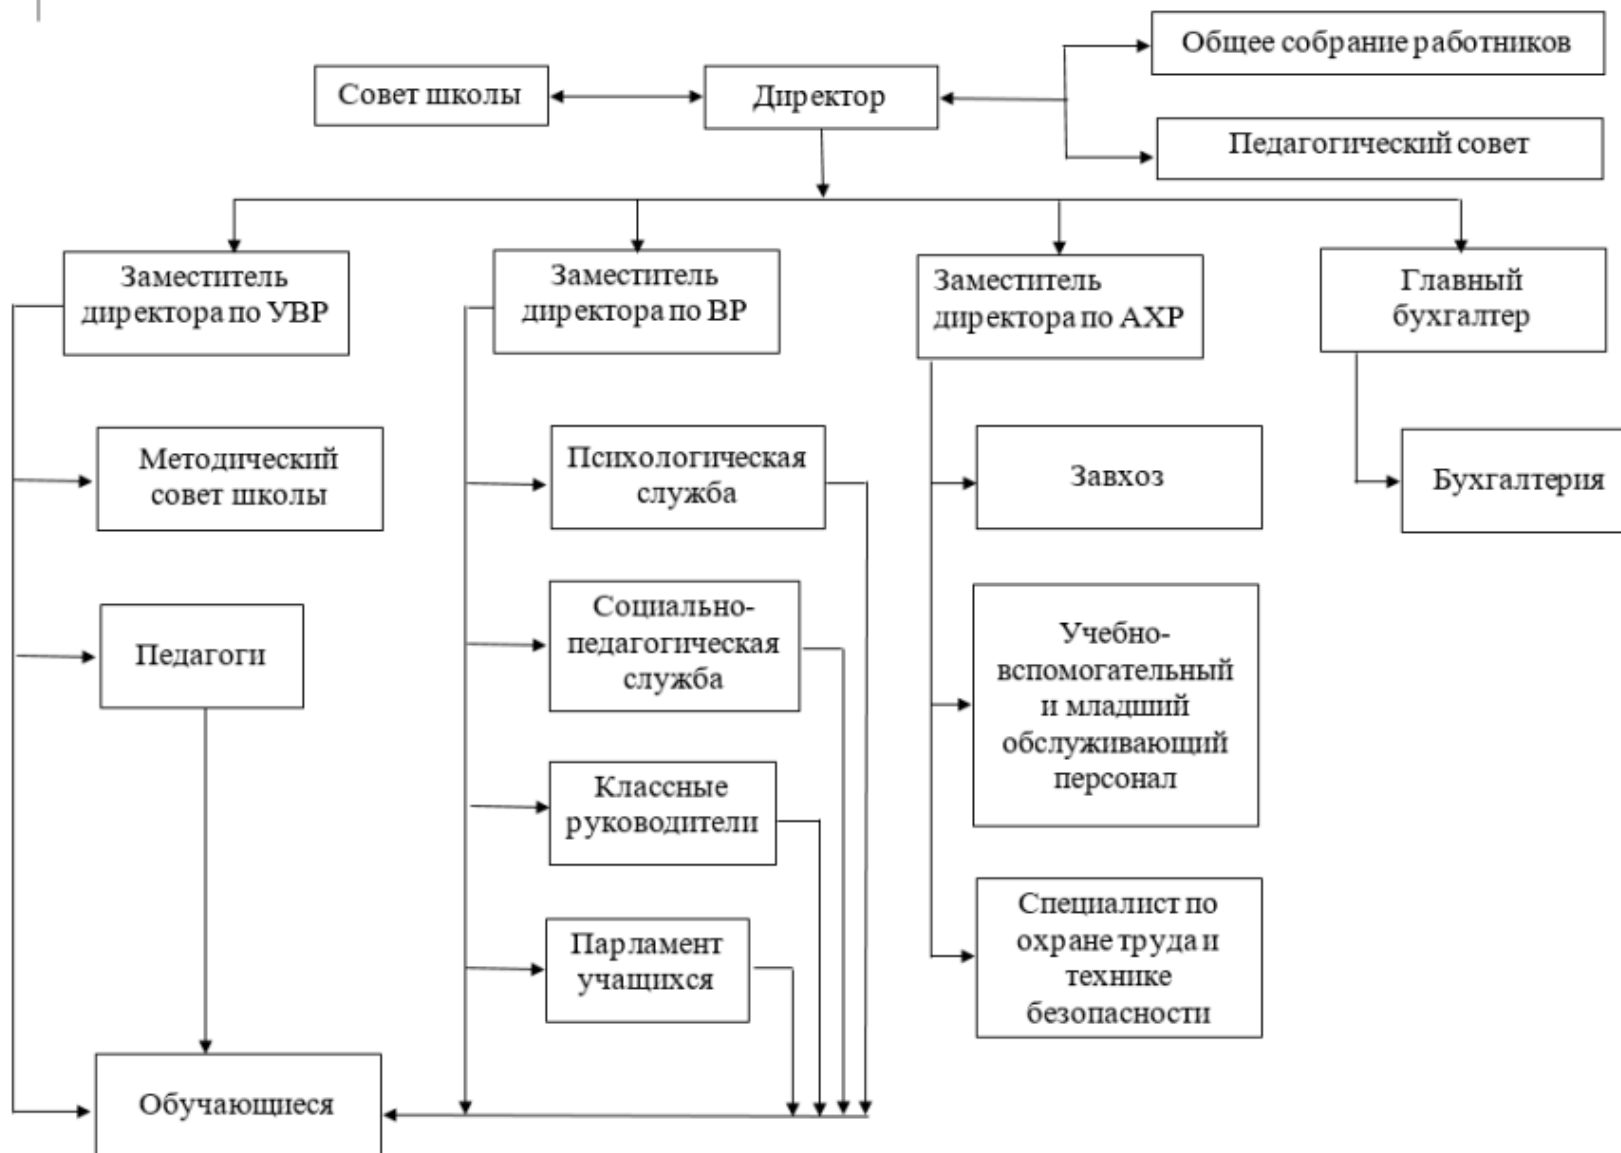 Общее собрание работников
Совет школы
Директор
Педагогический совет
Заместитель
директора по УВР
Заместитель
директора по ВР
Заместитель
директора по АХР
Главный
бухгалтер
Методический
совет школы
Психологическая
служба
Завхоз
Бухгалтерия
Педагоги
Социально-
педагогическая
служба
Учебно-
вспомогательный
и младший
обслуживающий
персонал
Классные
руководители
Парламент
учащихся
Специалист по
охране труда и
технике
безопасности
Обучающиеся